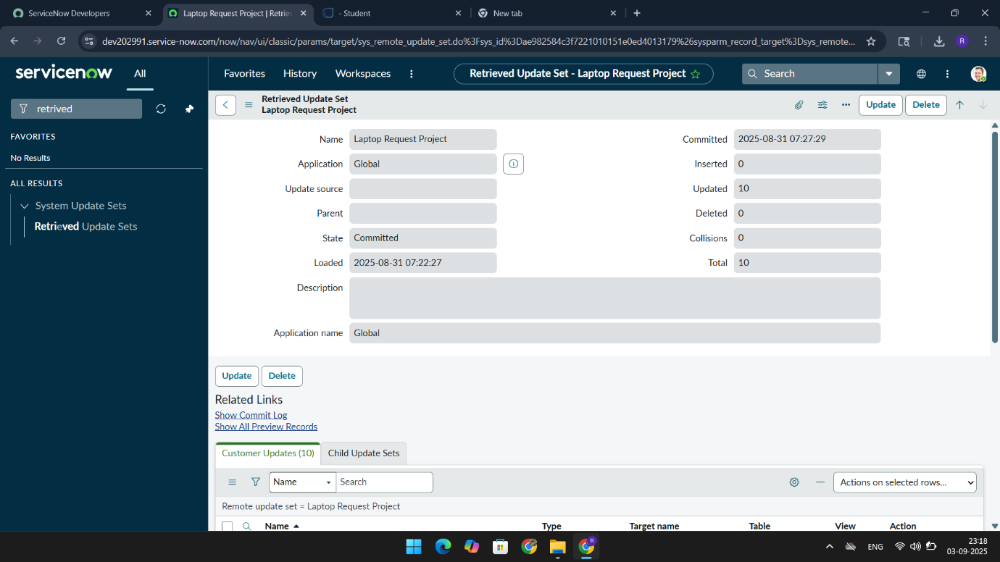 ServiceNow Developers
Laptop Request Project | Retrie
- Student
New tab
dev202991.service-now.com/now/nav/ui/classic/params/target/sys_remote_update_set.do%3Fsys_id%3Dae982584c3f7221010151e0ed4013179%26sysparm_record_target%3Dsys_remote...
R
servicenow
All
Favorites
History
Workspaces
Retrieved Update Set - Laptop Request Project
Search
retrived
FAVORITES
No Results
ALL RESULTS
System Update Sets
Retrieved Update Sets
Retrieved Update Set
Laptop Request Project
Update
Delete
Name Laptop Request Project
Committed 2025-08-31 07:27:29
Application Global
Inserted 0
Update source
Updated 10
Parent
Deleted 0
State Committed
Collisions 0
Loaded 2025-08-31 07:22:27
Total 10
Description
Application name Global
Update
Delete
Related Links
Show Commit Log
Show All Preview Records
Customer Updates (10)
Child Update Sets
Name
Search
Actions on selected rows...
Remote update set = Laptop Request Project
Name Type Target name Table View Action
R
ENG
23:18
03-09-2025